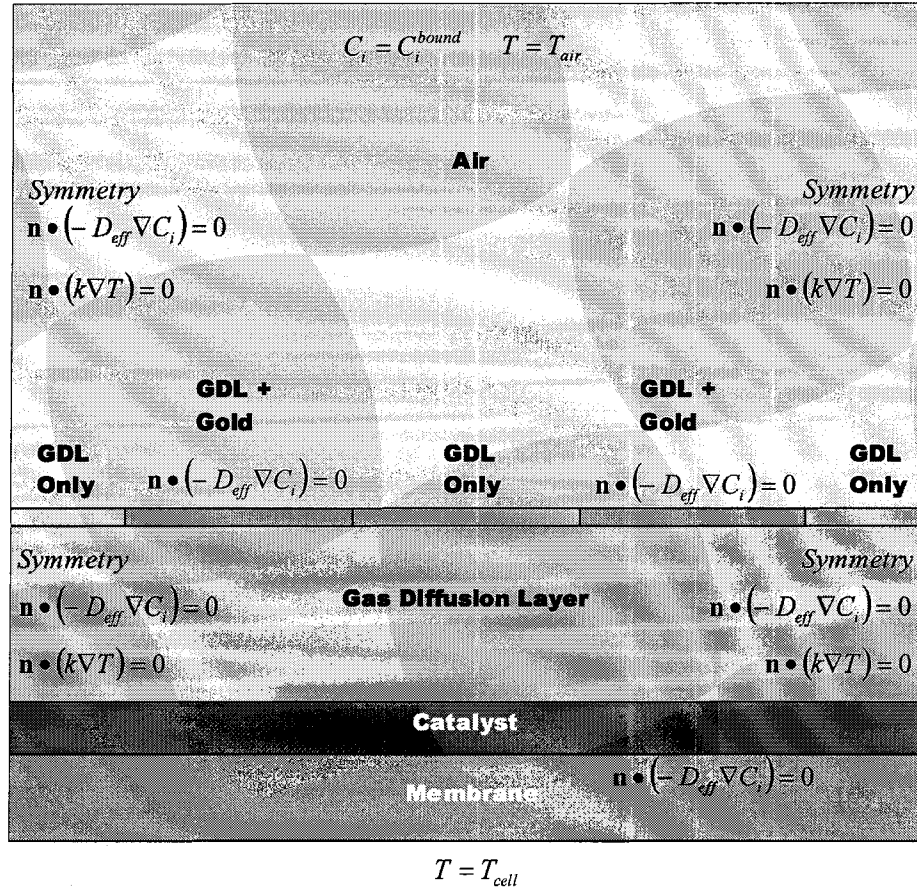 C_i = C_i^{bound} T = T_{air}
Air
Symmetry Symmetry
n • (− D_{eff} ∇C_i) = 0 n • (− D_{eff} ∇C_i) = 0
n • (k∇T) = 0 n • (k∇T) = 0
GDL + GDL +
Gold Gold
GDL GDL GDL
Only n • (− D_{eff} ∇C_i) = 0 Only n • (− D_{eff} ∇C_i) = 0 Only
Symmetry Symmetry
n • (− D_{eff} ∇C_i) = 0 Gas Diffusion Layer n • (− D_{eff} ∇C_i) = 0
n • (k∇T) = 0 n • (k∇T) = 0
Catalyst
n • (− D_{eff} ∇C_i) = 0
Membrane
T = T_{cell}